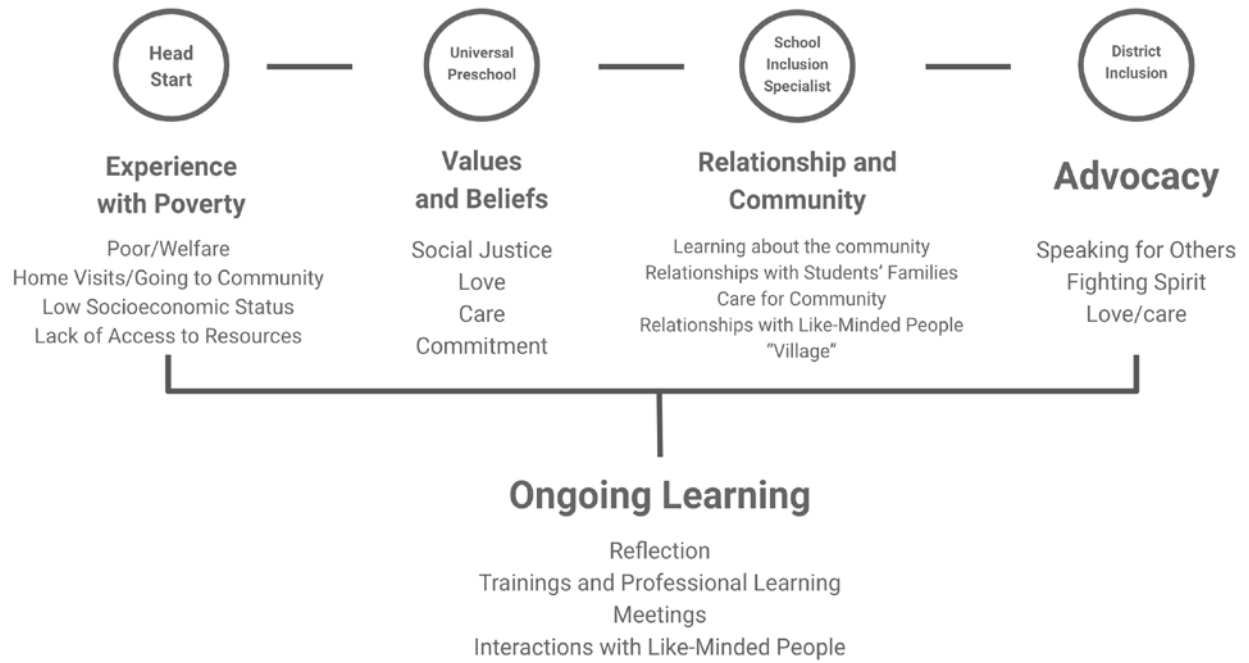 Head
Start
Universal
Preschool
School
Inclusion
Specialist
District
Inclusion
Experience
with Poverty
Poor/Welfare
Home Visits/Going to Community
Low Socioeconomic Status
Lack of Access to Resources
Values
and Beliefs
Social Justice
Love
Care
Commitment
Relationship and
Community
Learning about the community
Relationships with Students’ Families
Care for Community
Relationships with Like-Minded People
“Village”
Advocacy
Speaking for Others
Fighting Spirit
Love/care
Ongoing Learning
Reflection
Trainings and Professional Learning
Meetings
Interactions with Like-Minded People